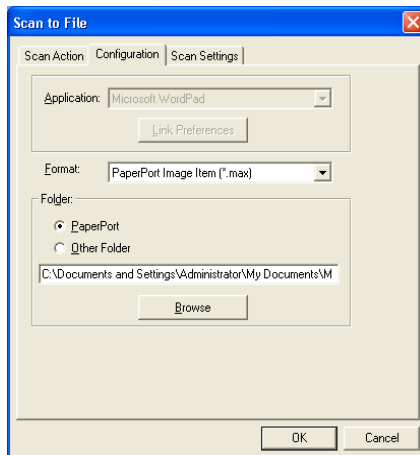 Scan to File
Scan Action Configuration Scan Settings
Application: Microsoft WordPad
Link Preferences
Format: PaperPort Image Item (*.max)
Folder:
PaperPort
Other Folder
C:\Documents and Settings\Administrator\My Documents\M
Browse
OK Cancel